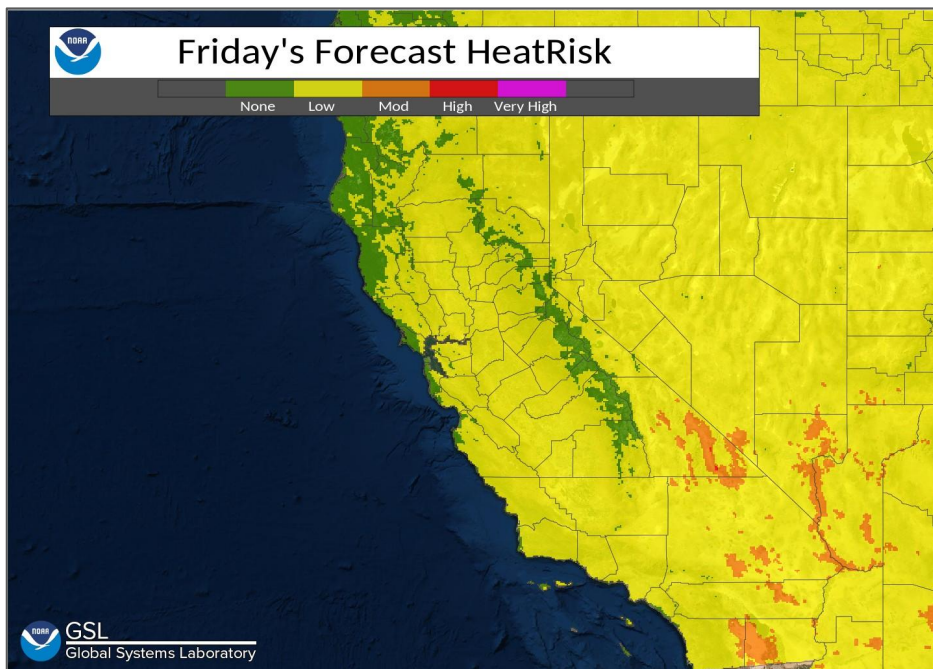 NOAA
Friday's Forecast HeatRisk
None Low Mod High Very High
NOAA
GSL
Global Systems Laboratory